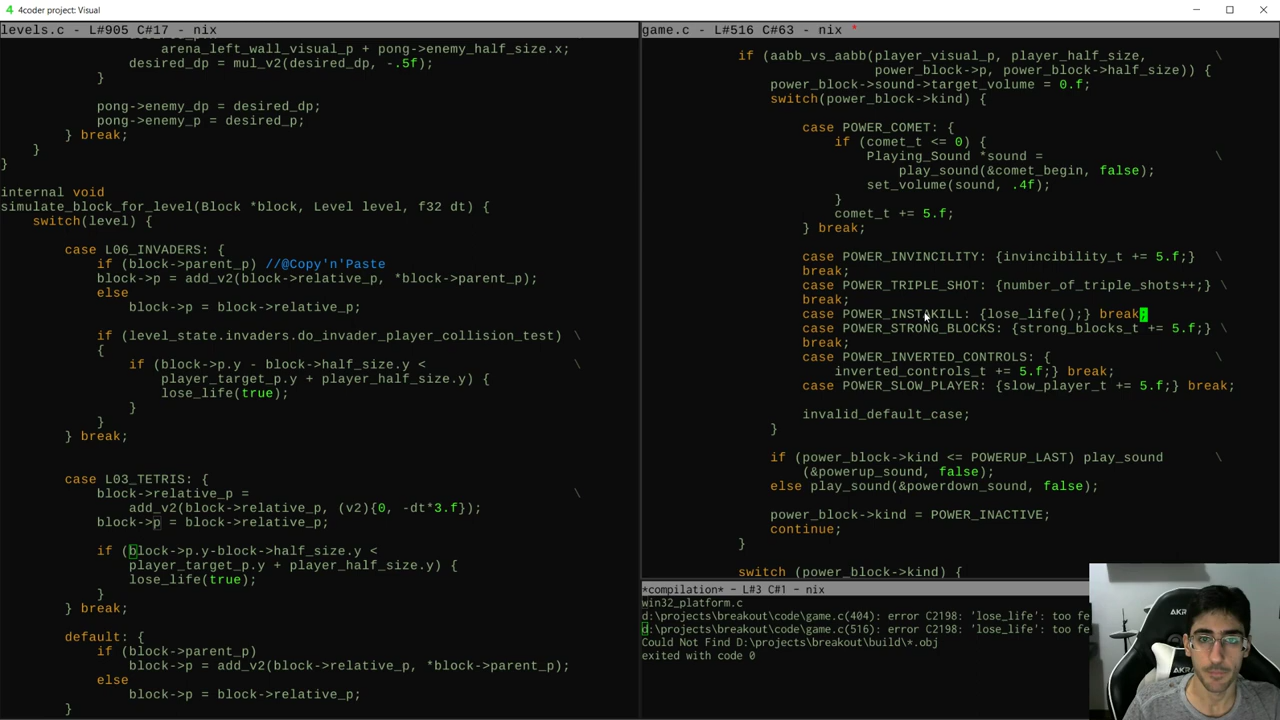 4coder project: Visual
levels.c - L#905 C#17 - nix
arena_left_wall_visual_p + pong->enemy_half_size.x;
desired_dp = mul_v2(desired_dp, -.5f);
}
pong->enemy_dp = desired_dp;
pong->enemy_p = desired_p;
} break;
}
}
internal void
simulate_block_for_level(Block *block, Level level, f32 dt) {
switch(level) {
case L06_INVADERS: {
if (block->parent_p) //@Copy'n'Paste
block->p = add_v2(block->relative_p, *block->parent_p);
else
block->p = block->relative_p;
if (level_state.invaders.do_invader_player_collision_test) \
{
if (block->p.y - block->half_size.y < \
player_target_p.y + player_half_size.y) {
lose_life(true);
}
}
} break;
case L03_TETRIS: {
block->relative_p = \
add_v2(block->relative_p, (v2){0, -dt*3.f});
block->p = block->relative_p;
if (block->p.y-block->half_size.y <
player_target_p.y + player_half_size.y) {
lose_life(true);
}
} break;
default: {
if (block->parent_p)
block->p = add_v2(block->relative_p, *block->parent_p);
else
block->p = block->relative_p;
}
game.c - L#516 C#63 - nix *
if (aabb_vs_aabb(player_visual_p, player_half_size, \
power_block->p, power_block->half_size)) {
power_block->sound->target_volume = 0.f;
switch(power_block->kind) {
case POWER_COMET: {
if (comet_t <= 0) {
Playing_Sound *sound = \
play_sound(&comet_begin, false);
set_volume(sound, .4f);
}
comet_t += 5.f;
} break;
case POWER_INVINCILITY: {invincibility_t += 5.f;} \
break;
case POWER_TRIPLE_SHOT: {number_of_triple_shots++;} \
break;
case POWER_INSTAKILL: {lose_life();} break;
case POWER_STRONG_BLOCKS: {strong_blocks_t += 5.f;} \
break;
case POWER_INVERTED_CONTROLS: { \
inverted_controls_t += 5.f;} break;
case POWER_SLOW_PLAYER: {slow_player_t += 5.f;} break;
invalid_default_case;
}
if (power_block->kind <= POWERUP_LAST) play_sound \
(&powerup_sound, false);
else play_sound(&powerdown_sound, false);
power_block->kind = POWER_INACTIVE;
continue;
}
switch (power_block->kind) {
*compilation* - L#3 C#1 - nix
win32_platform.c
d:\projects\breakout\code\game.c(404): error C2198: 'lose_life': too fe
d:\projects\breakout\code\game.c(516): error C2198: 'lose_life': too fe
Could Not Find D:\projects\breakout\build\*.obj
exited with code 0